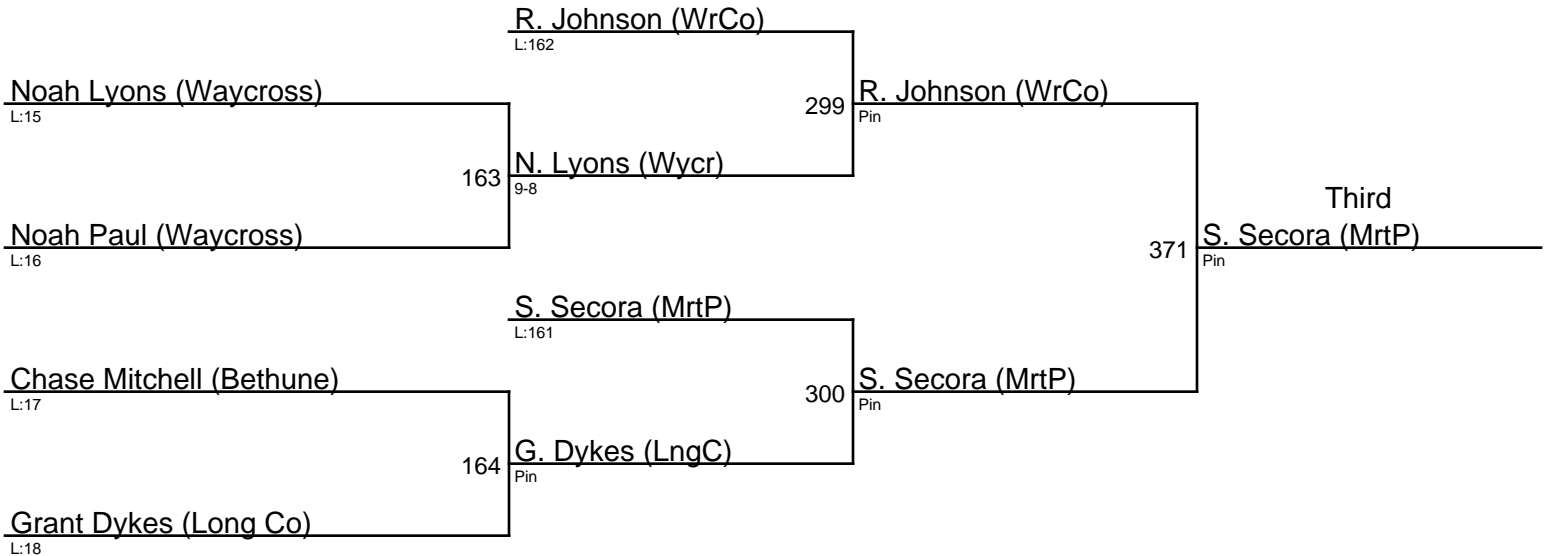 R. Johnson (WrCo)
L:162
Noah Lyons (Waycross)
L:15
299
R. Johnson (WrCo)
Pin
163
N. Lyons (Wycr)
9-8
Third
Noah Paul (Waycross)
L:16
371
S. Secora (MrtP)
Pin
S. Secora (MrtP)
L:161
Chase Mitchell (Bethune)
L:17
300
S. Secora (MrtP)
Pin
164
G. Dykes (LngC)
Pin
Grant Dykes (Long Co)
L:18